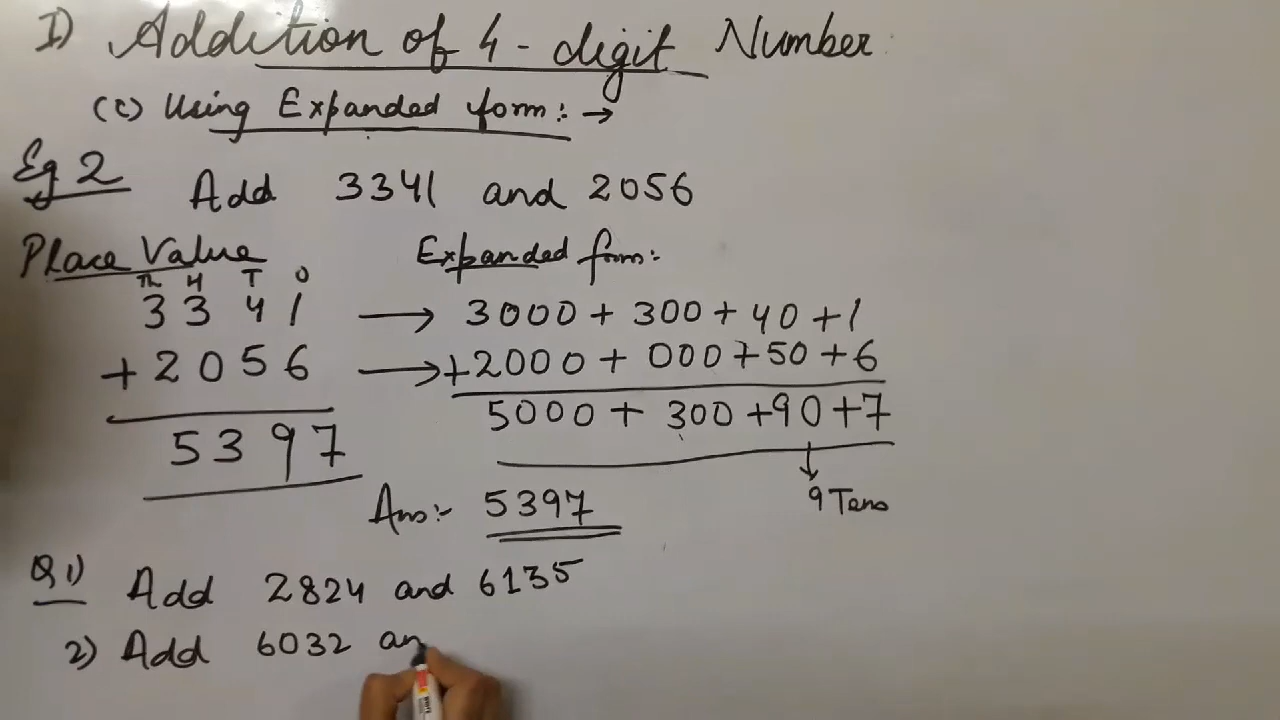 I) Addition of 4-digit Number
(c) Using Expanded form:→
Eg 2 Add 3341 and 2056
Place Value Expanded form:
Th H T O
3 3 4 1 → 3000 + 300 + 40 + 1
+ 2 0 5 6 → +2000 + 000 + 50 + 6
5 3 9 7 5000 + 300 + 90 + 7
↓
9 Tens
Ans:- 5397
Q 1) Add 2824 and 6135
2) Add 6032 an